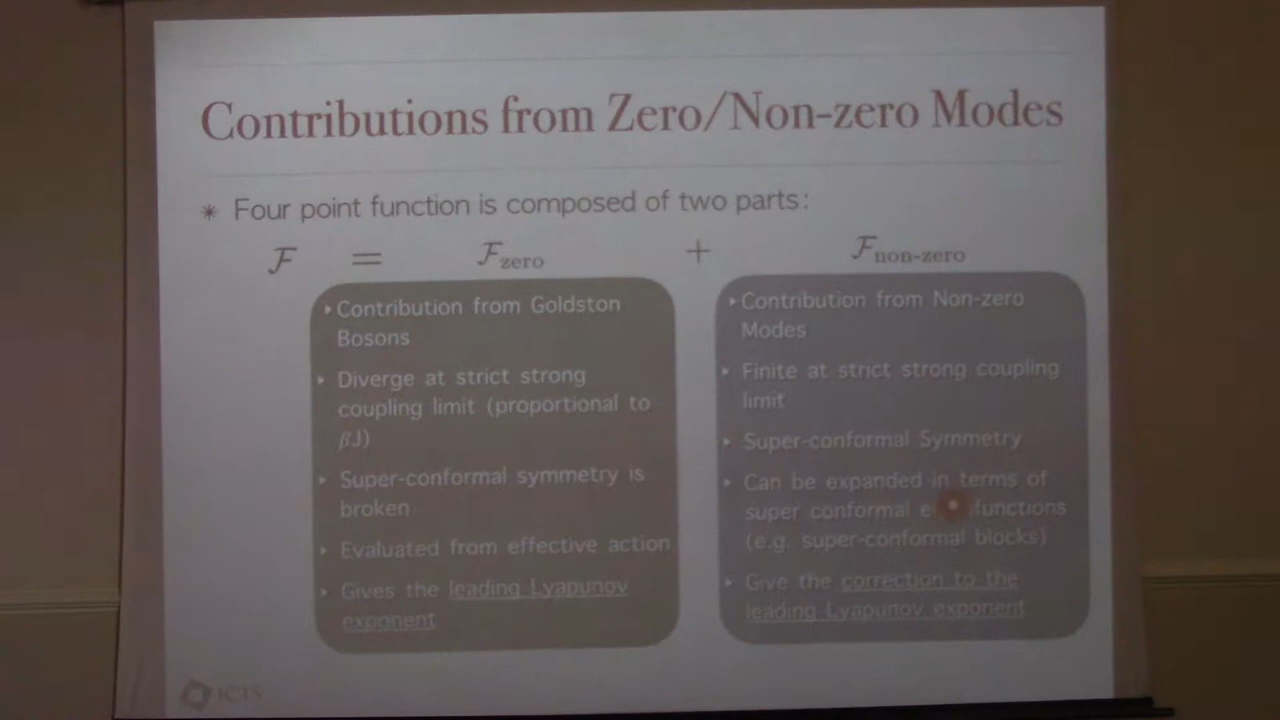 Contributions from Zero/Non-zero Modes
* Four point function is composed of two parts:
ℱ = ℱzero + ℱnon-zero
‣ Contribution from Goldston
Bosons
‣ Diverge at strict strong
coupling limit (proportional to
βJ)
‣ Super-conformal symmetry is
broken
‣ Evaluated from effective action
‣ Gives the leading Lyapunov
exponent
‣ Contribution from Non-zero
Modes
‣ Finite at strict strong coupling
limit
‣ Super-conformal Symmetry
‣ Can be expanded in terms of
super conformal functions
(e.g. super-conformal blocks)
‣ Give the correction to the
leading Lyapunov exponent
ICTS